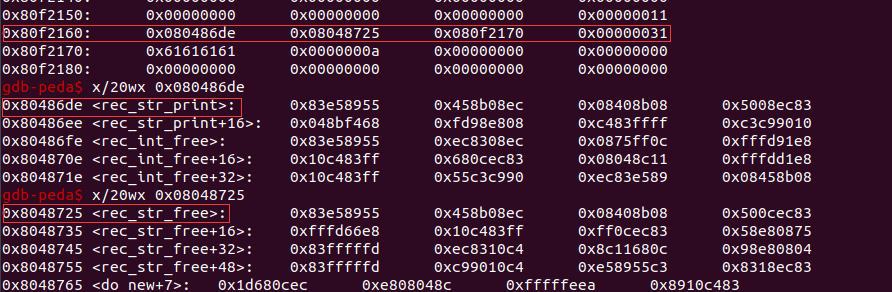 0x80f2150: 0x00000000 0x00000000 0x00000000 0x00000011
0x80f2160: 0x080486de 0x08048725 0x080f2170 0x00000031
0x80f2170: 0x61616161 0x0000000a 0x00000000 0x00000000
0x80f2180: 0x00000000 0x00000000 0x00000000 0x00000000
gdb-peda$ x/20wx 0x080486de
0x80486de <rec_str_print>: 0x83e58955 0x458b08ec 0x08408b08 0x5008ec83
0x80486ee <rec_str_print+16>: 0x048bf468 0xfd98e808 0xc483ffff 0xc3c99010
0x80486fe <rec_int_free>: 0x83e58955 0xec8308ec 0x0875ff0c 0xfffd91e8
0x804870e <rec_int_free+16>: 0x10c483ff 0x680cec83 0x08048c11 0xfffdd1e8
0x804871e <rec_int_free+32>: 0x10c483ff 0x55c3c990 0xec83e589 0x08458b08
gdb-peda$ x/20wx 0x08048725
0x8048725 <rec_str_free>: 0x83e58955 0x458b08ec 0x08408b08 0x500cec83
0x8048735 <rec_str_free+16>: 0xfffd66e8 0x10c483ff 0xff0cec83 0x58e80875
0x8048745 <rec_str_free+32>: 0x83fffffd 0xec8310c4 0x8c11680c 0x98e80804
0x8048755 <rec_str_free+48>: 0x83fffffd 0xc99010c4 0xe58955c3 0x8318ec83
0x8048765 <do_new+7>: 0x1d680cec 0xe808048c 0xfffffeea 0x8910c483